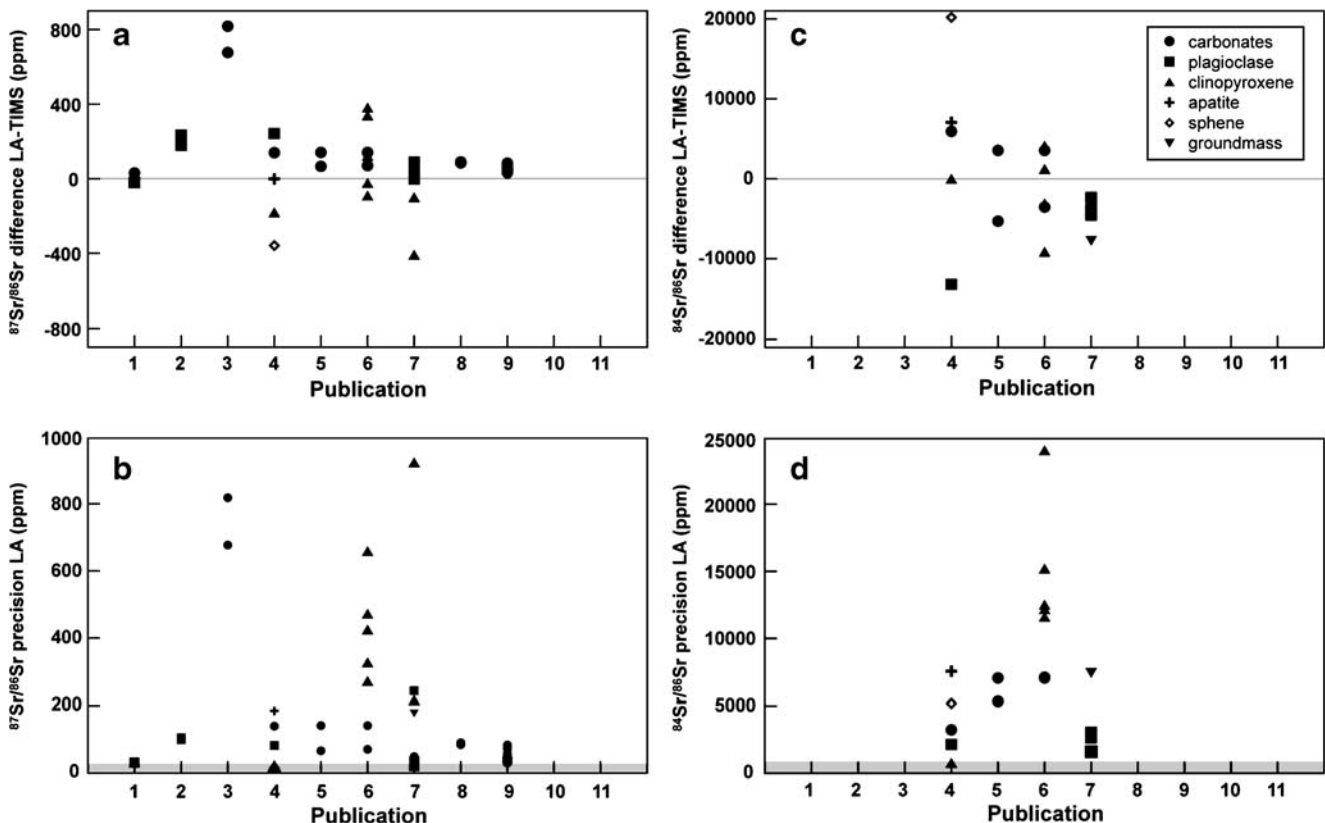 a
⁸⁷Sr/⁸⁶Sr difference LA-TIMS (ppm)
800
400
0
-400
-800
1 2 3 4 5 6 7 8 9 10 11
Publication
c
⁸⁴Sr/⁸⁶Sr difference LA-TIMS (ppm)
20000
10000
0
-10000
-20000
carbonates
plagioclase
clinopyroxene
apatite
sphene
groundmass
1 2 3 4 5 6 7 8 9 10 11
Publication
b
⁸⁷Sr/⁸⁶Sr precision LA (ppm)
1000
800
600
400
200
0
1 2 3 4 5 6 7 8 9 10 11
Publication
d
⁸⁴Sr/⁸⁶Sr precision LA (ppm)
25000
20000
15000
10000
5000
0
1 2 3 4 5 6 7 8 9 10 11
Publication